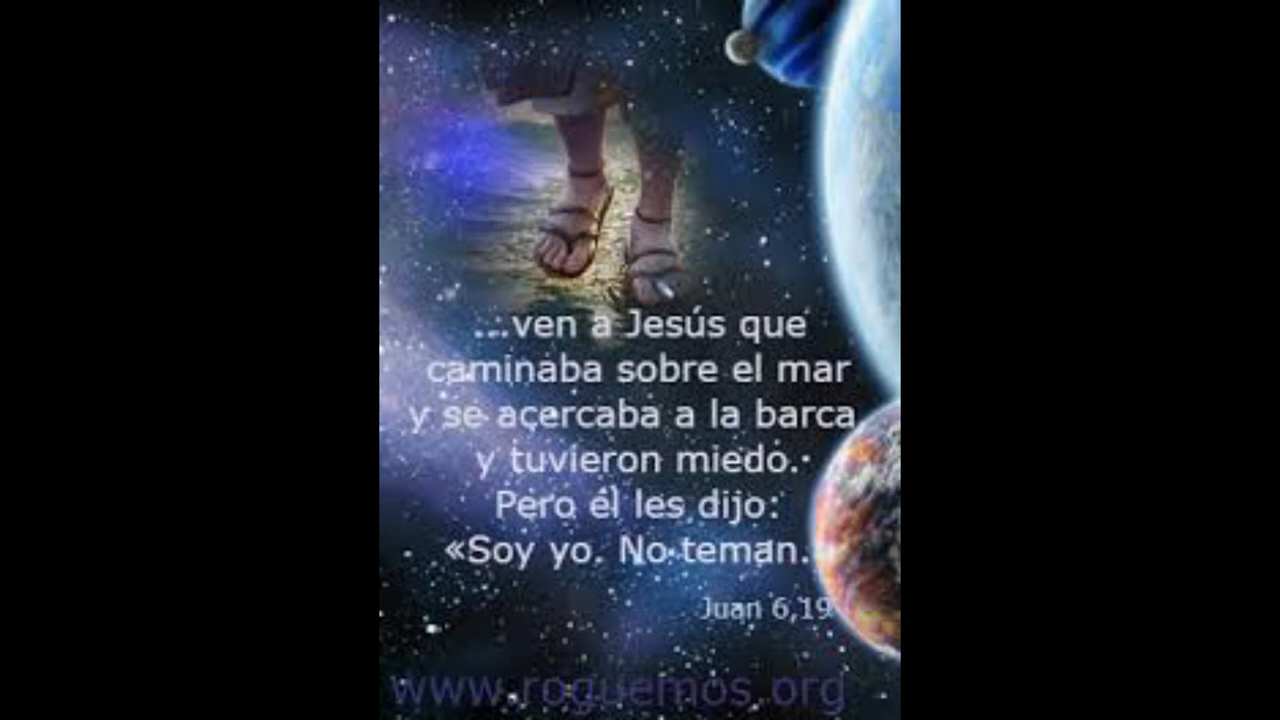 ...ven a Jesús que
caminaba sobre el mar
y se acercaba a la barca
y tuvieron miedo.
Pero él les dijo:
«Soy yo. No teman.»
Juan 6,19
www.roguemos.org